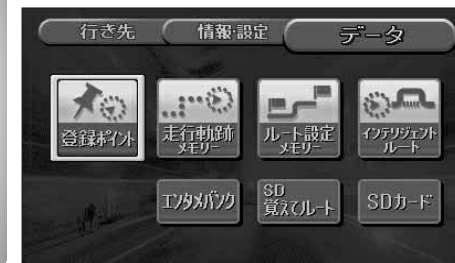 行き先
情報・設定
データ
登録ポイント
走行軌跡
メモリー
ルート設定
メモリー
インテリジェント
ルート
エンタメバンク
SD
覚えてルート
SDカード